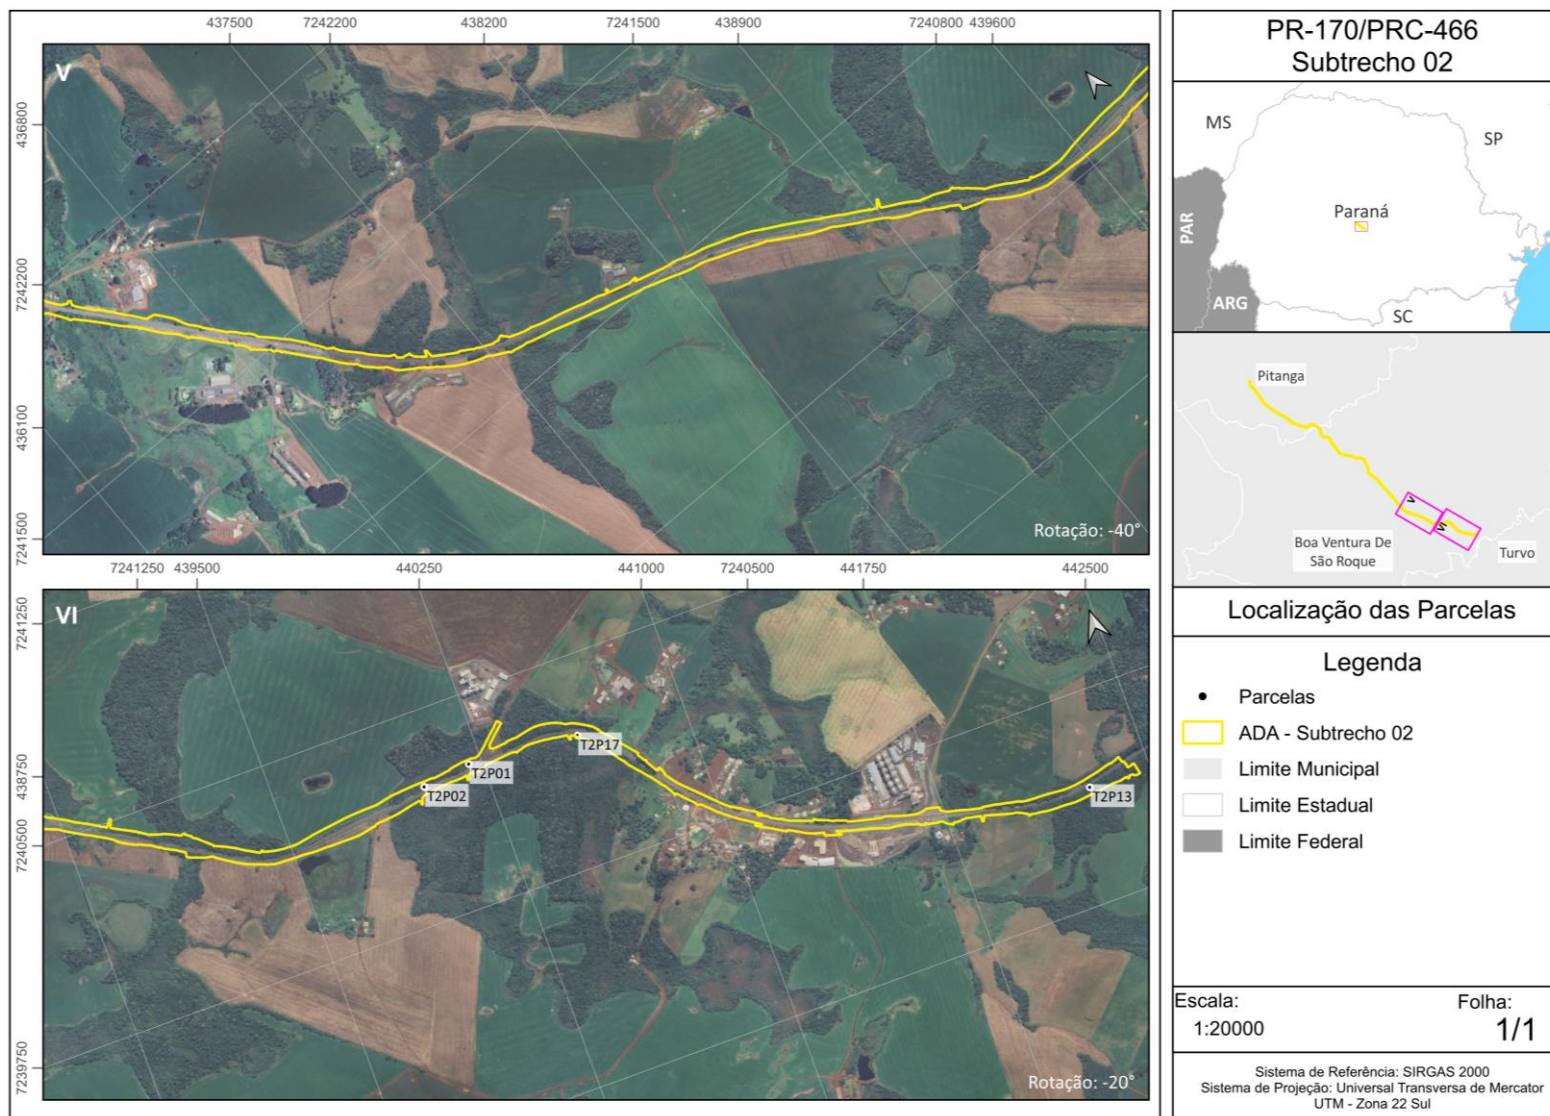 437500 7242200 438200 7241500 438900 7240800 439600
V
436800
7242200
436100
7241500
Rotação: -40°
7241250 439500 440250 441000 7240500 441750 442500
VI
7241250
438750
7240500
7239750
T2P17
T2P01
T2P02
T2P13
Rotação: -20°
PR-170/PRC-466
Subtrecho 02
MS
SP
PAR
Paraná
ARG
SC
Pitanga
V
VI
Boa Ventura De
São Roque
Turvo
Localização das Parcelas
Legenda
Parcelas
ADA - Subtrecho 02
Limite Municipal
Limite Estadual
Limite Federal
Escala:
1:20000
Folha:
1/1
Sistema de Referência: SIRGAS 2000
Sistema de Projeção: Universal Transversa de Mercator
UTM - Zona 22 Sul